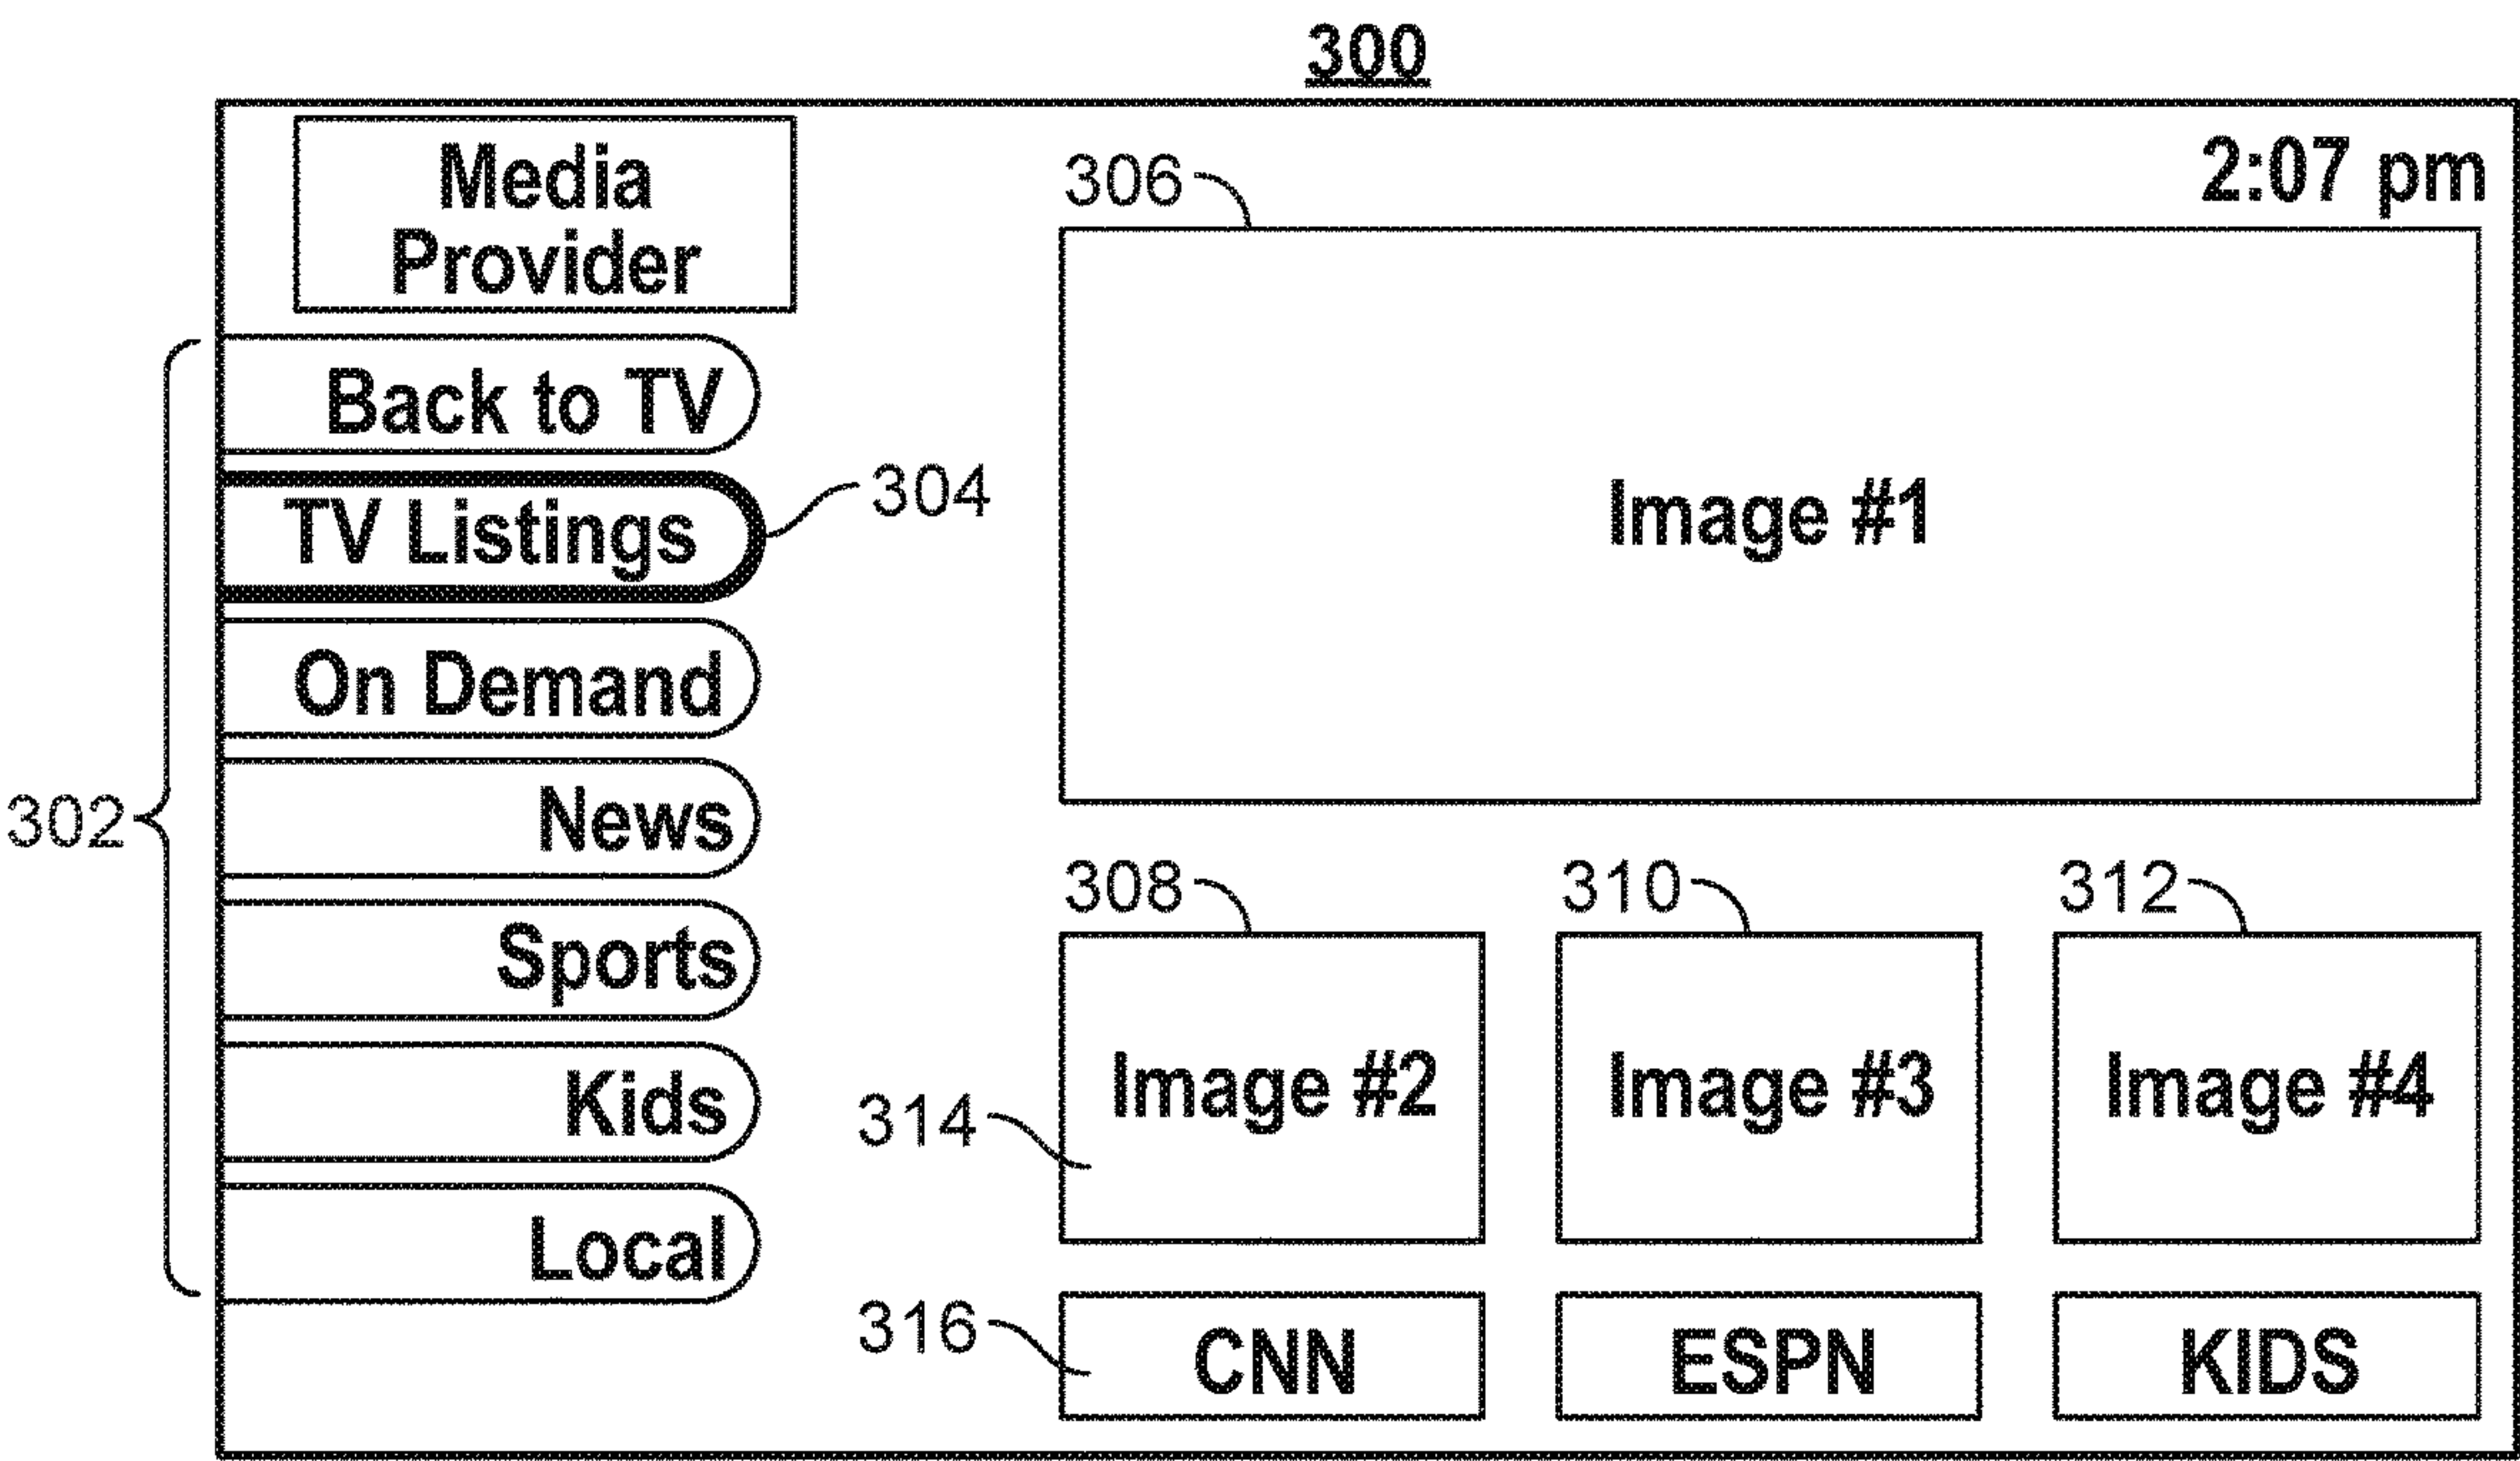 300
Media
Provider
2:07 pm
306
Back to TV
TV Listings
304
Image #1
On Demand
News
302
308
310
312
Sports
Image #2
Image #3
Image #4
Kids
314
Local
316
CNN
ESPN
KIDS